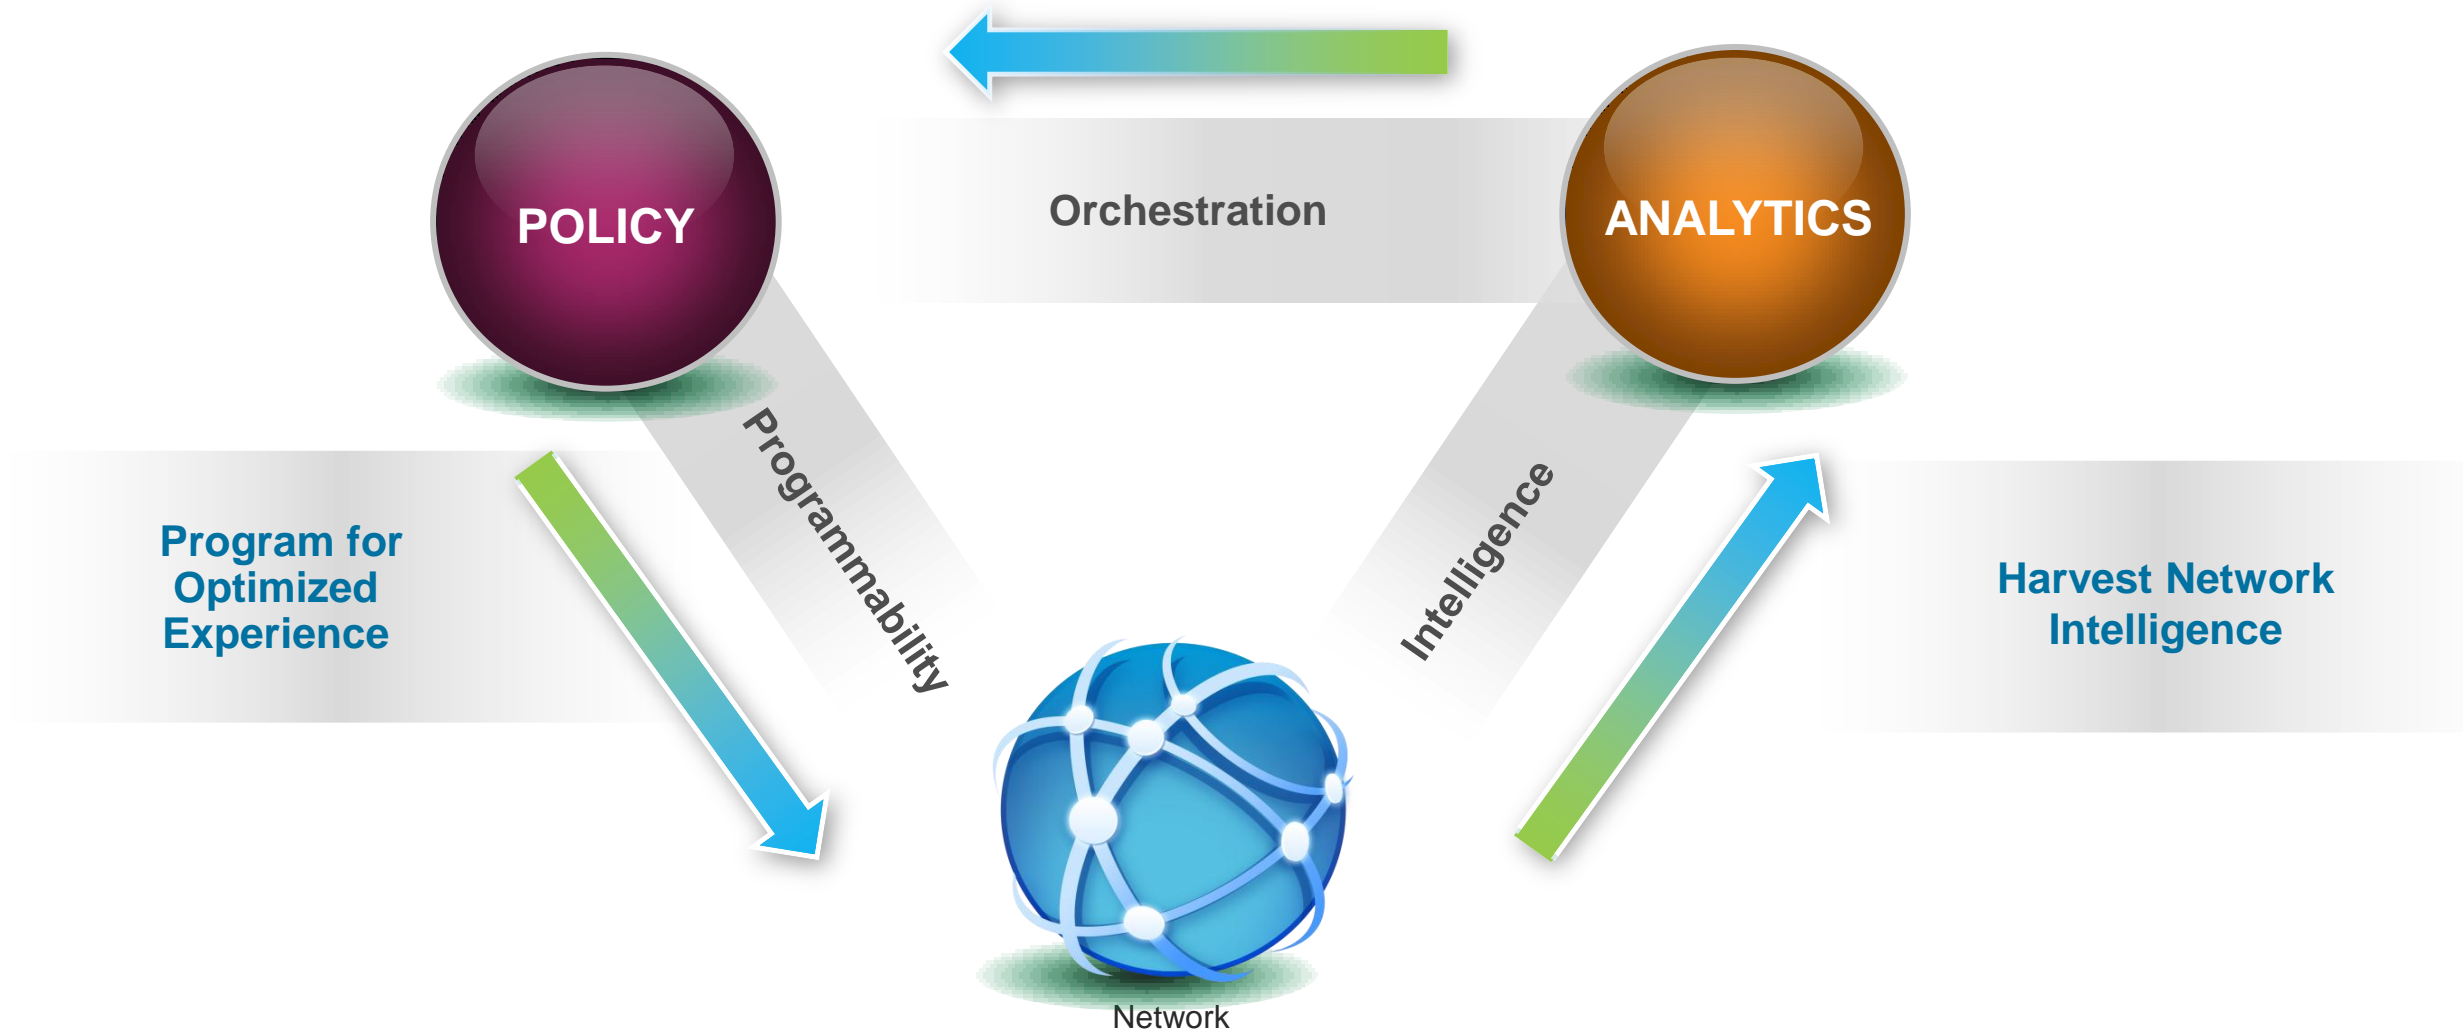 POLICY
Orchestration
ANALYTICS
Programmability
Intelligence
Program for
Optimized
Experience
Harvest Network
Intelligence
Network